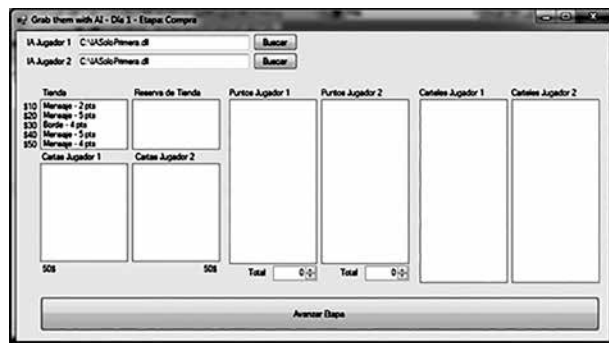 Grab them with AI - Día 1 - Etapa: Compra
IA Jugador 1 C:\IASoloPrimera.dll Buscar
IA Jugador 2 C:\IASoloPrimera.dll Buscar
Tienda Reserva de Tienda Puntos Jugador 1 Puntos Jugador 2 Carteles Jugador 1 Carteles Jugador 2
$10 Mensaje - 2 pts
$20 Mensaje - 5 pts
$30 Borde - 4 pts
$40 Mensaje - 5 pts
$50 Mensaje - 4 pts
Cartas Jugador 1 Cartas Jugador 2
50$ 50$ Total 0 Total 0
Avanzar Etapa